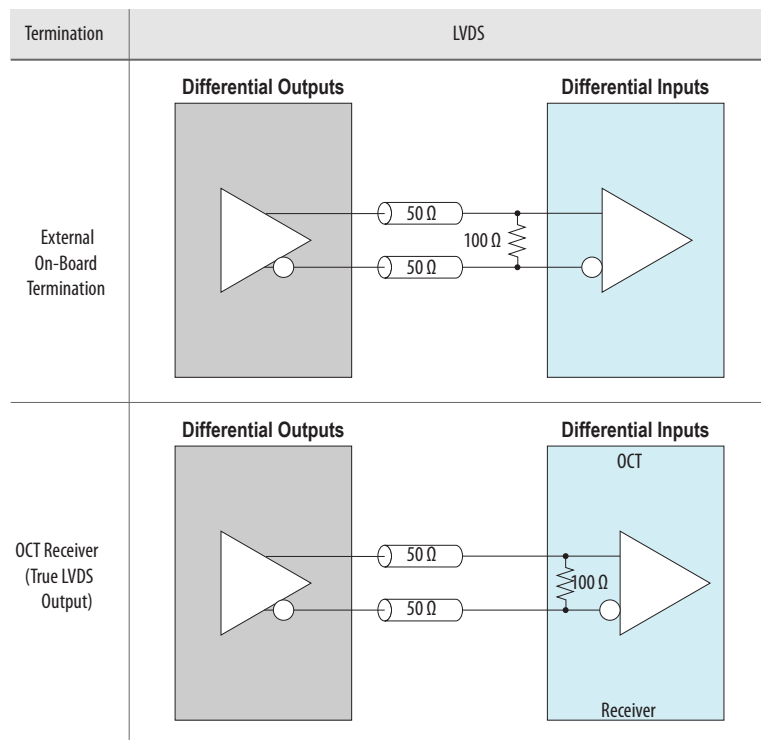 Termination
LVDS
Differential Outputs
Differential Inputs
External
On-Board
Termination
50 Ω
100 Ω
50 Ω
Differential Outputs
Differential Inputs
OCT
OCT Receiver
(True LVDS
Output)
50 Ω
100 Ω
50 Ω
Receiver